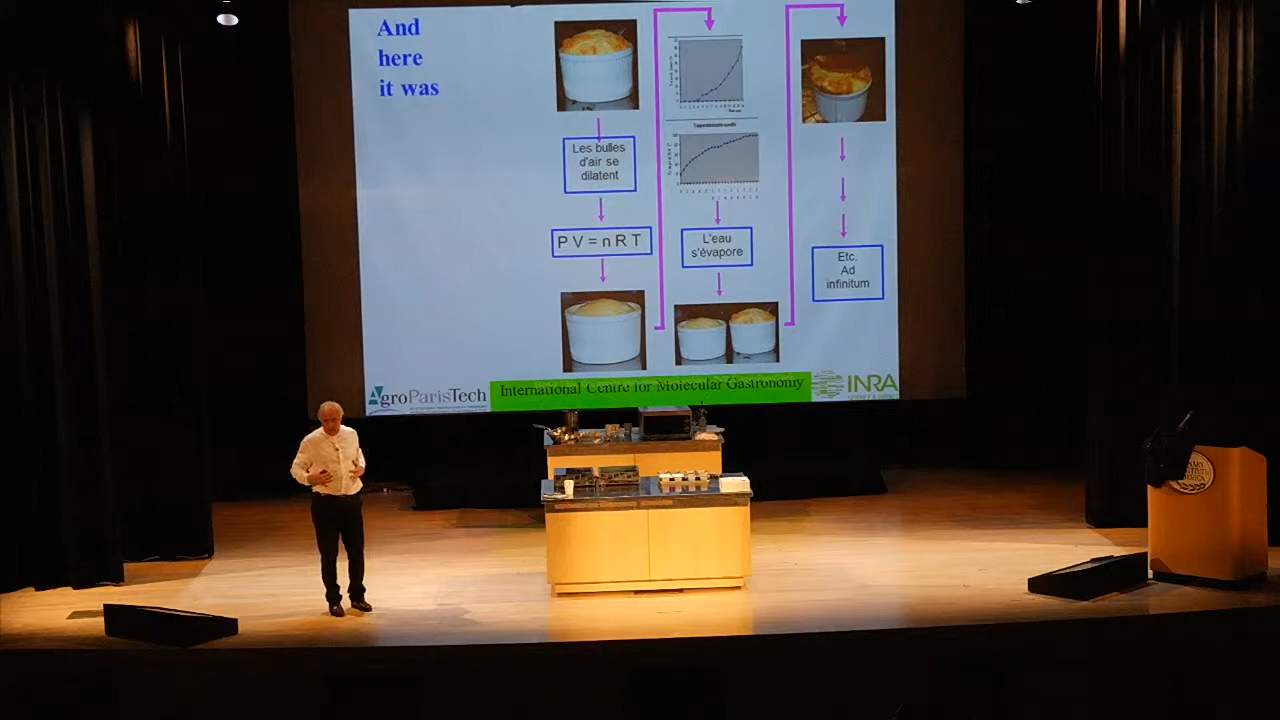 And
here
it was
Les bulles
d'air se
dilatent
P V = n R T
L'eau
s'évapore
Etc.
Ad
infinitum
AgroParisTech
International Centre for Molecular Gastronomy
INRA